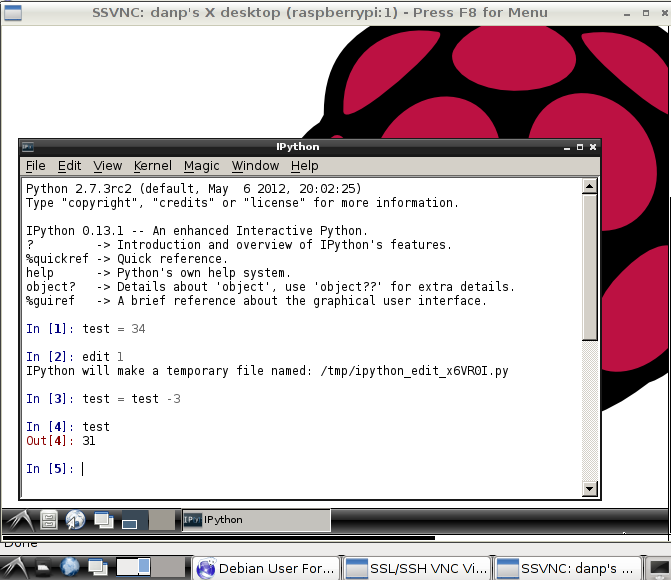 SSVNC: danp's X desktop (raspberrypi:1) - Press F8 for Menu
IPython
File Edit View Kernel Magic Window Help
Python 2.7.3rc2 (default, May  6 2012, 20:02:25)
Type "copyright", "credits" or "license" for more information.
IPython 0.13.1 -- An enhanced Interactive Python.
?         -> Introduction and overview of IPython's features.
%quickref -> Quick reference.
help      -> Python's own help system.
object?   -> Details about 'object', use 'object??' for extra details.
%guiref   -> A brief reference about the graphical user interface.
In [1]: test = 34
In [2]: edit 1
IPython will make a temporary file named: /tmp/ipython_edit_x6VR0I.py
In [3]: test = test -3
In [4]: test
Out[4]: 31
In [5]:
IPython
Done
Debian User For... SSL/SSH VNC Vi... SSVNC: danp's ...